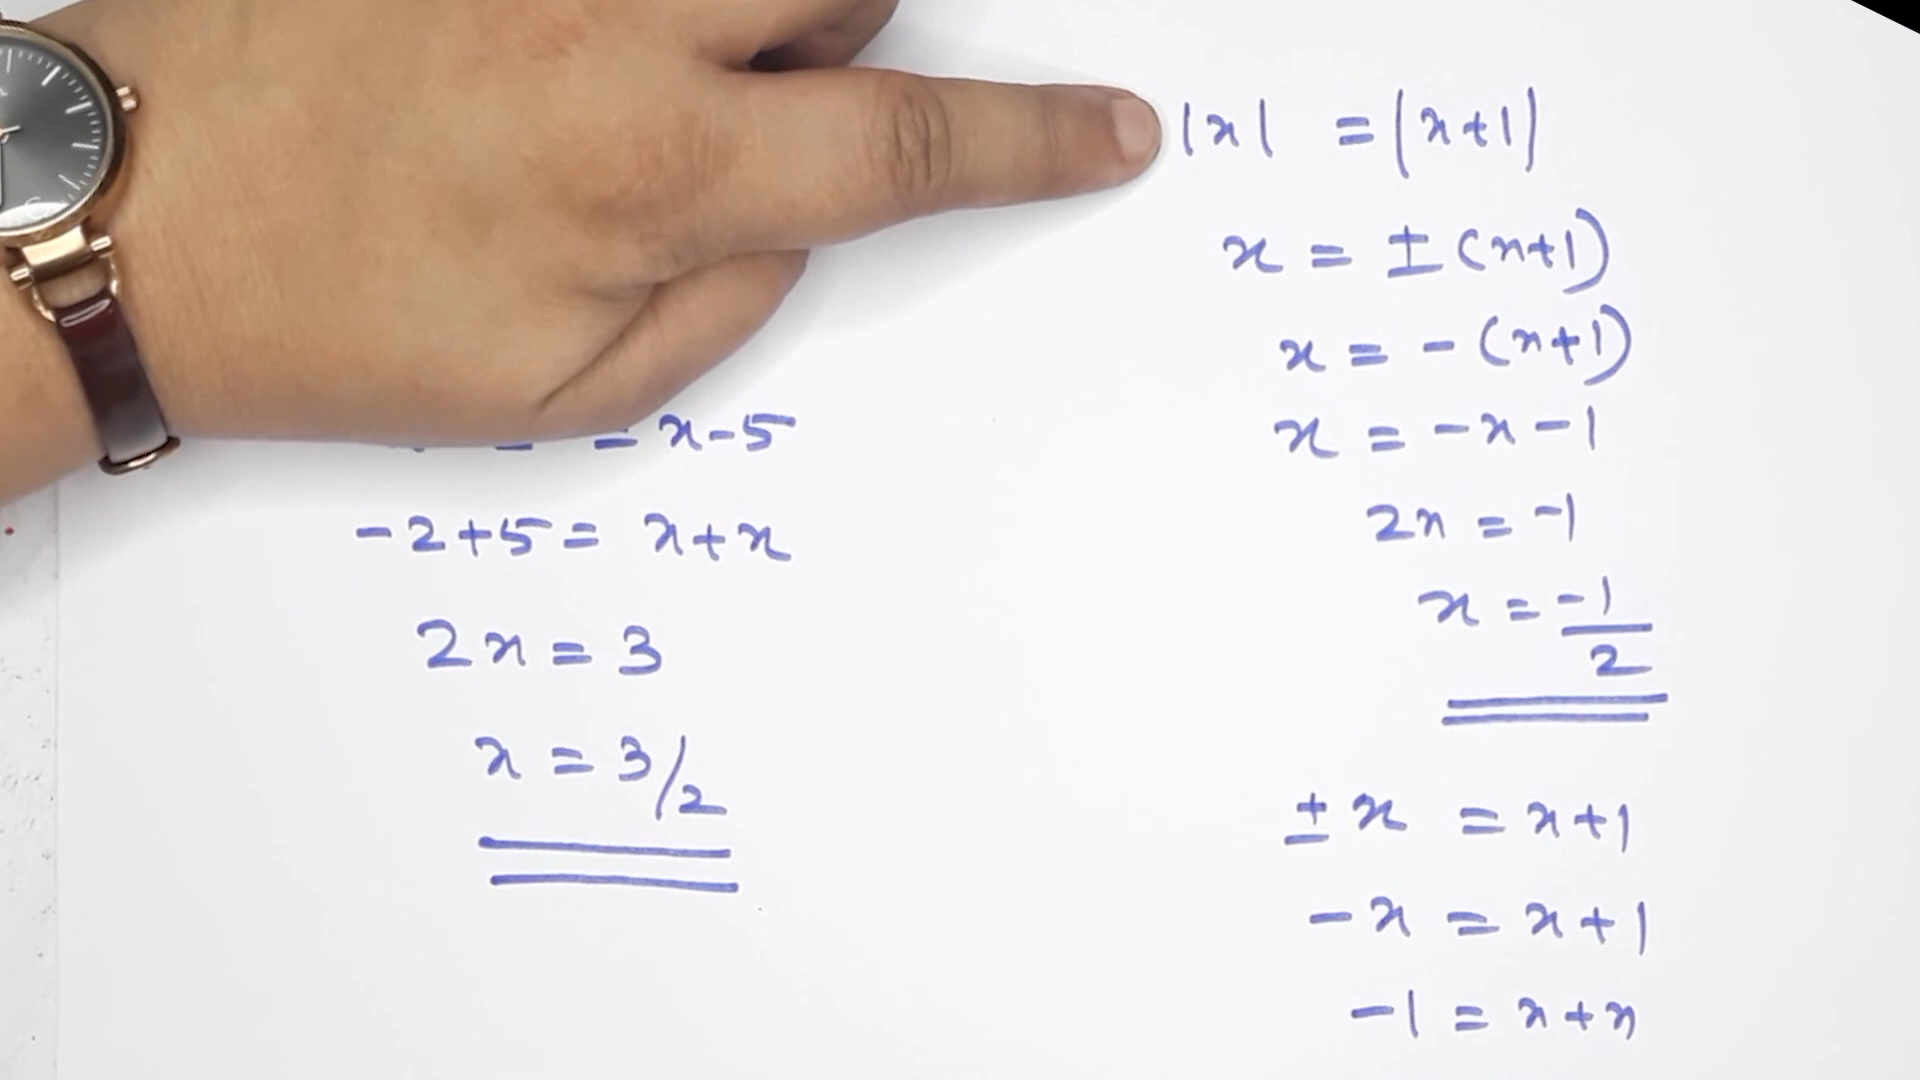 = x-5
-2+5 = x+x
2x = 3
x = 3/2
|x| = |x+1|
x = ± (x+1)
x = - (x+1)
x = -x-1
2x = -1
x = -1/2
± x = x+1
-x = x+1
-1 = x+x